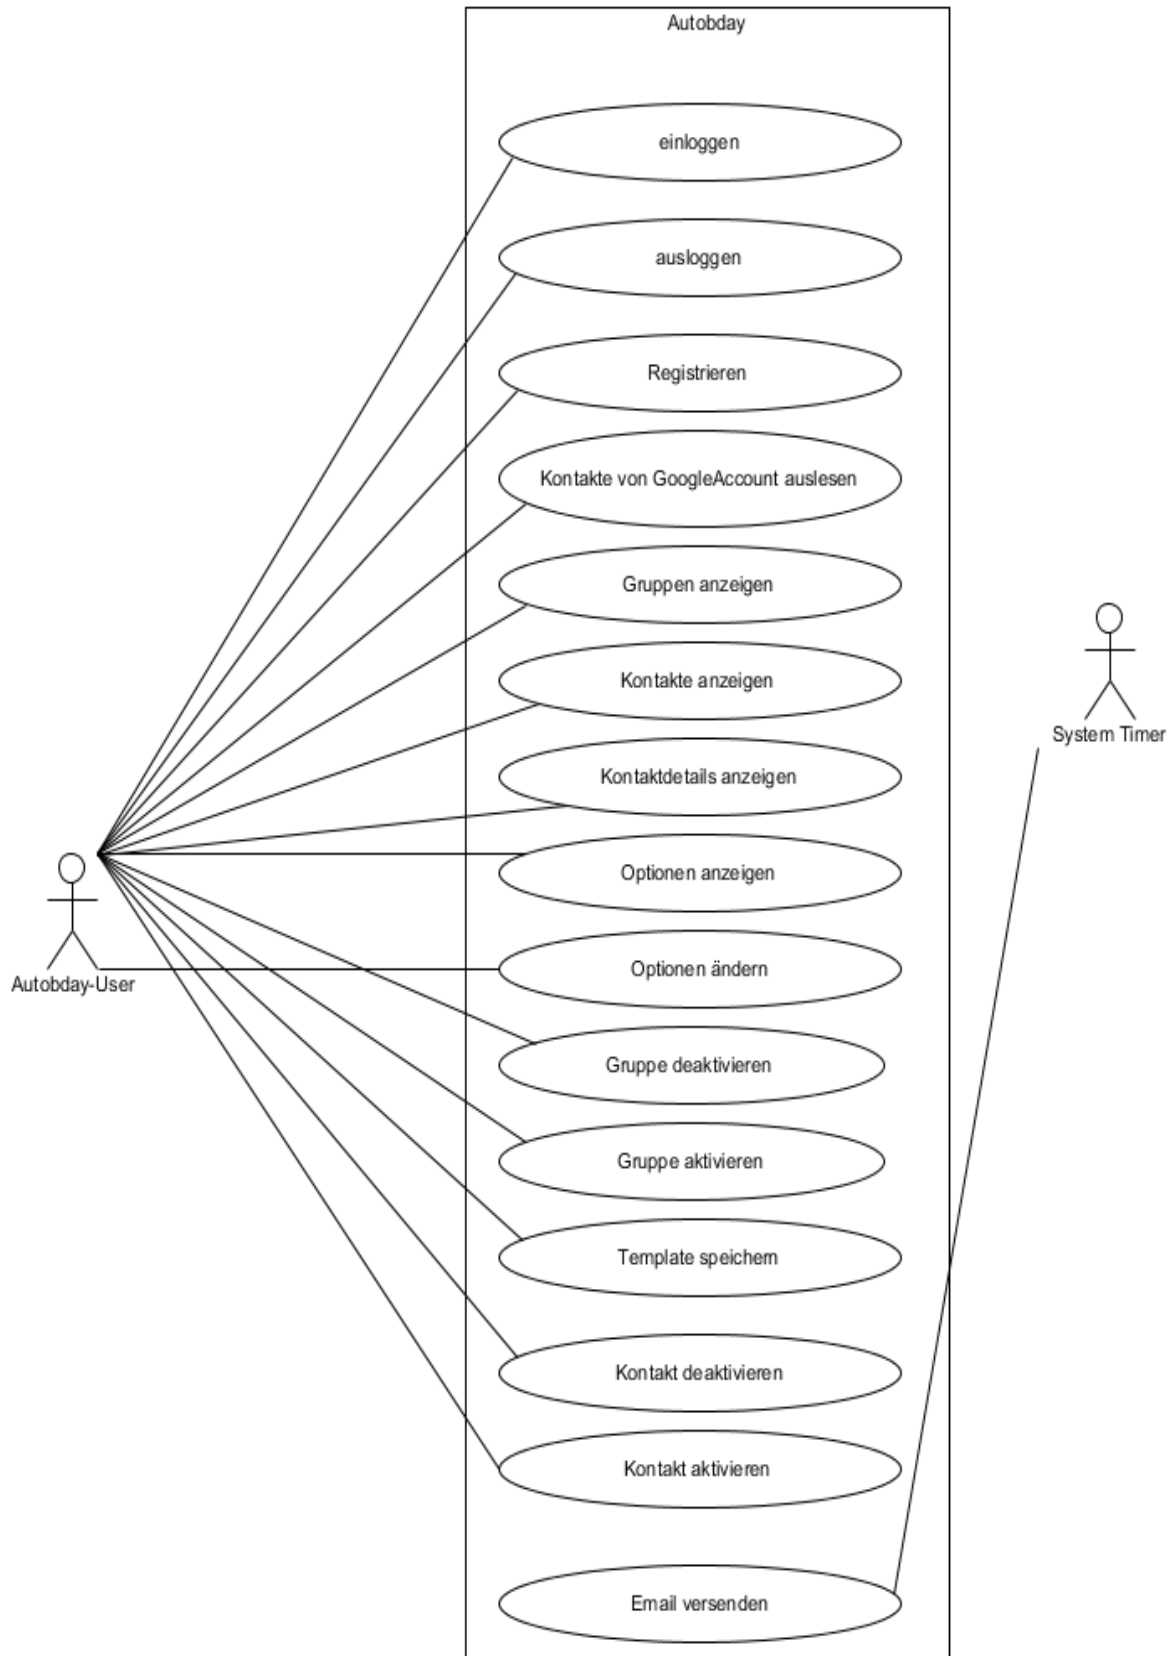 Autobday
einloggen
ausloggen
Registrieren
Kontakte von GoogleAccount auslesen
Gruppen anzeigen
Kontakte anzeigen
System Timer
Kontaktdetails anzeigen
Optionen anzeigen
Optionen ändern
Autobday-User
Gruppe deaktivieren
Gruppe aktivieren
Template speichern
Kontakt deaktivieren
Kontakt aktivieren
Email versenden